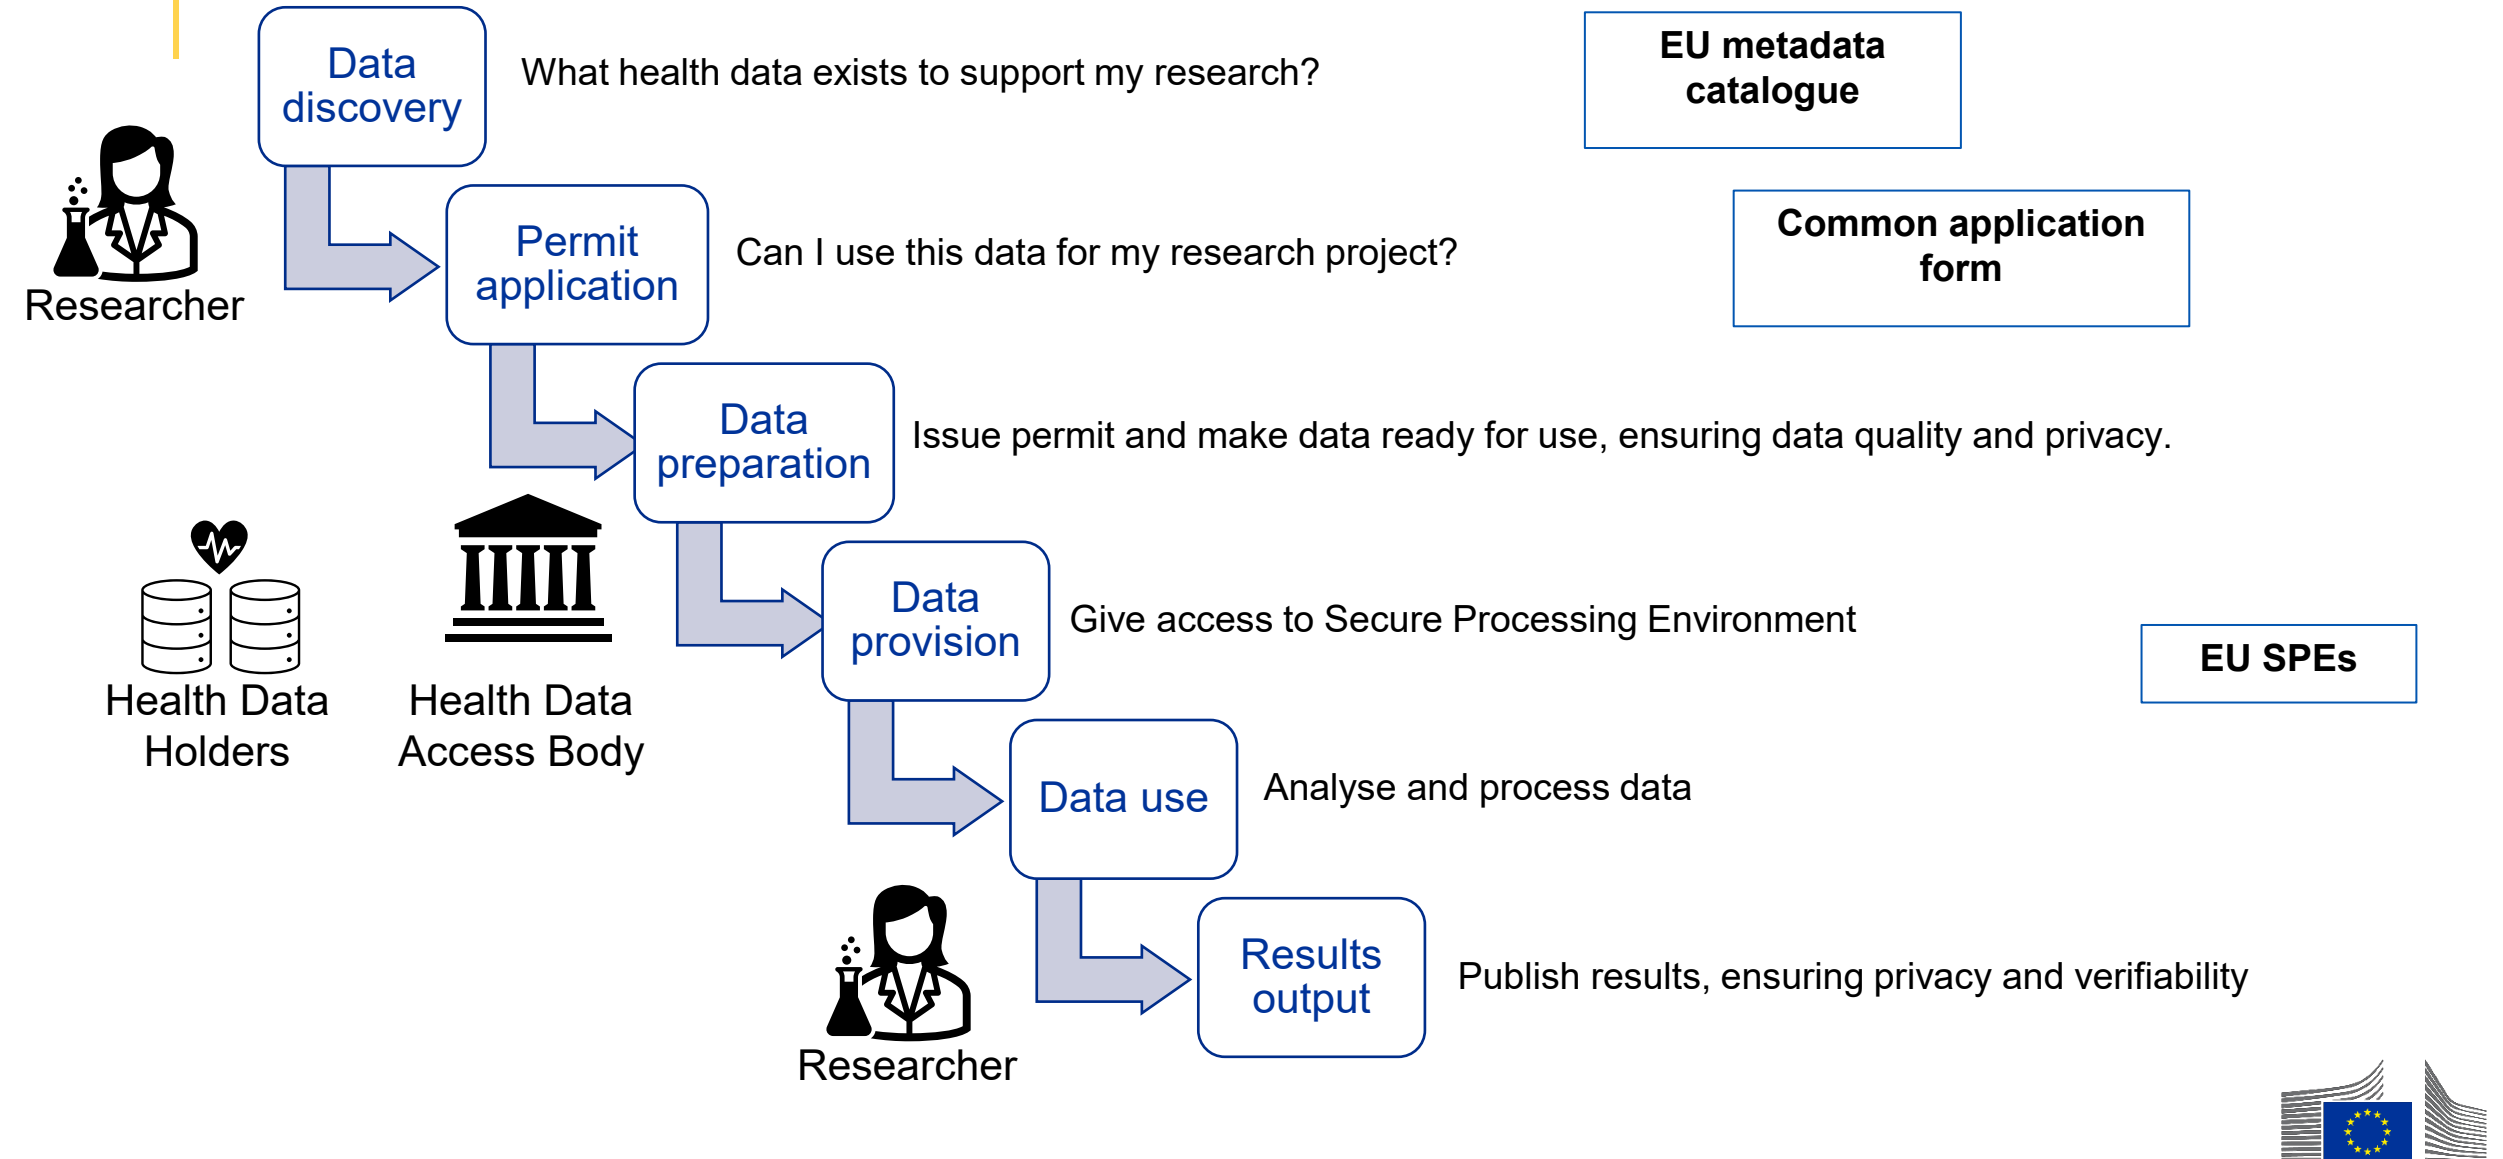 Data
discovery
What health data exists to support my research?
EU metadata
catalogue
Researcher
Permit
application
Can I use this data for my research project?
Common application
form
Data
preparation
Issue permit and make data ready for use, ensuring data quality and privacy.
Health Data
Holders
Health Data
Access Body
Data
provision
Give access to Secure Processing Environment
EU SPEs
Data use
Analyse and process data
Researcher
Results
output
Publish results, ensuring privacy and verifiability